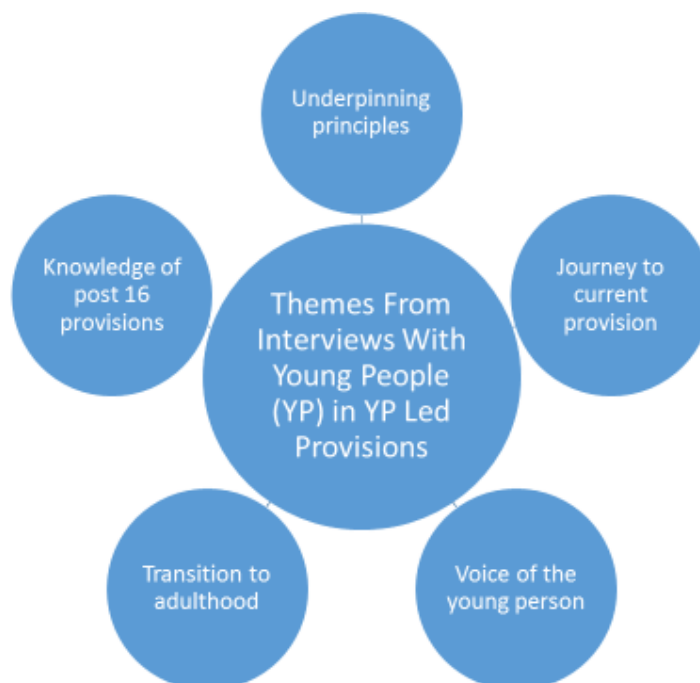 Underpinning
principles
Knowledge of
post 16
provisions
Journey to
current
provision
Themes From
Interviews With
Young People
(YP) in YP Led
Provisions
Transition to
adulthood
Voice of the
young person